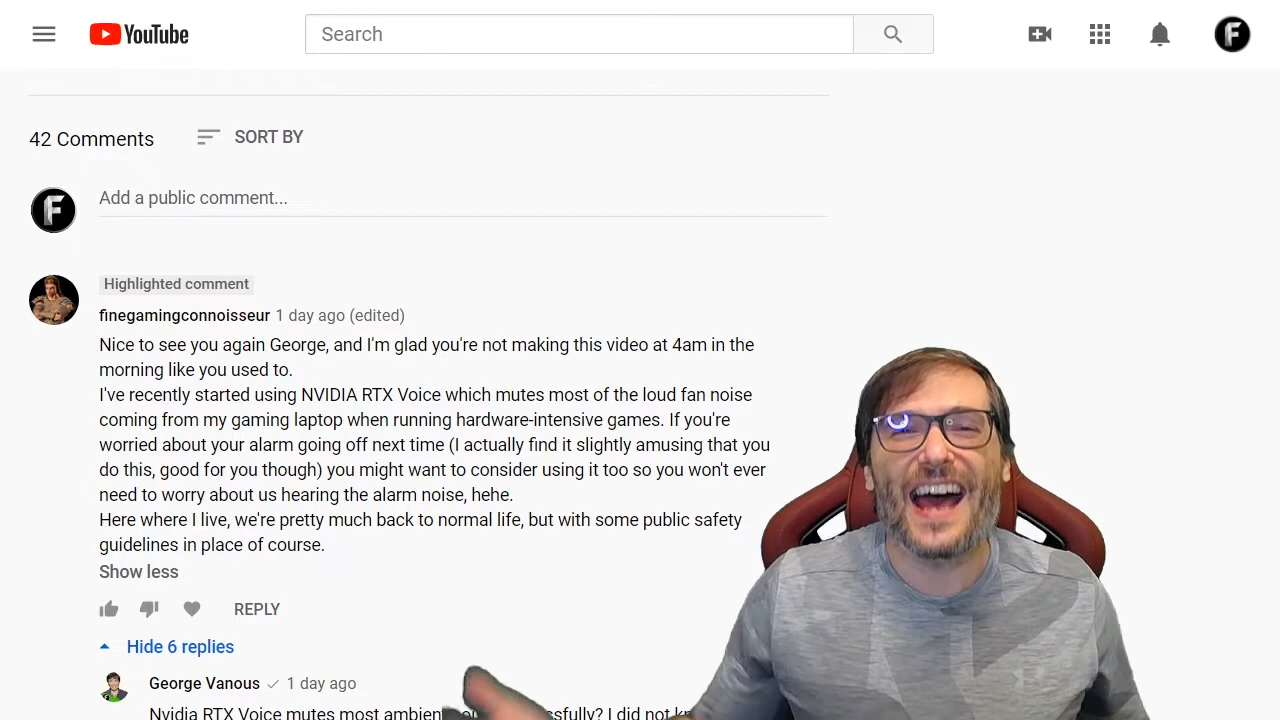 YouTube
Search
F
42 Comments
SORT BY
F
Add a public comment...
Highlighted comment
finegamingconnoisseur 1 day ago (edited)
Nice to see you again George, and I'm glad you're not making this video at 4am in the
morning like you used to.
I've recently started using NVIDIA RTX Voice which mutes most of the loud fan noise
coming from my gaming laptop when running hardware-intensive games. If you're
worried about your alarm going off next time (I actually find it slightly amusing that you
do this, good for you though) you might want to consider using it too so you won't ever
need to worry about us hearing the alarm noise, hehe.
Here where I live, we're pretty much back to normal life, but with some public safety
guidelines in place of course.
Show less
REPLY
Hide 6 replies
George Vanous 1 day ago
Nvidia RTX Voice mutes most I did not